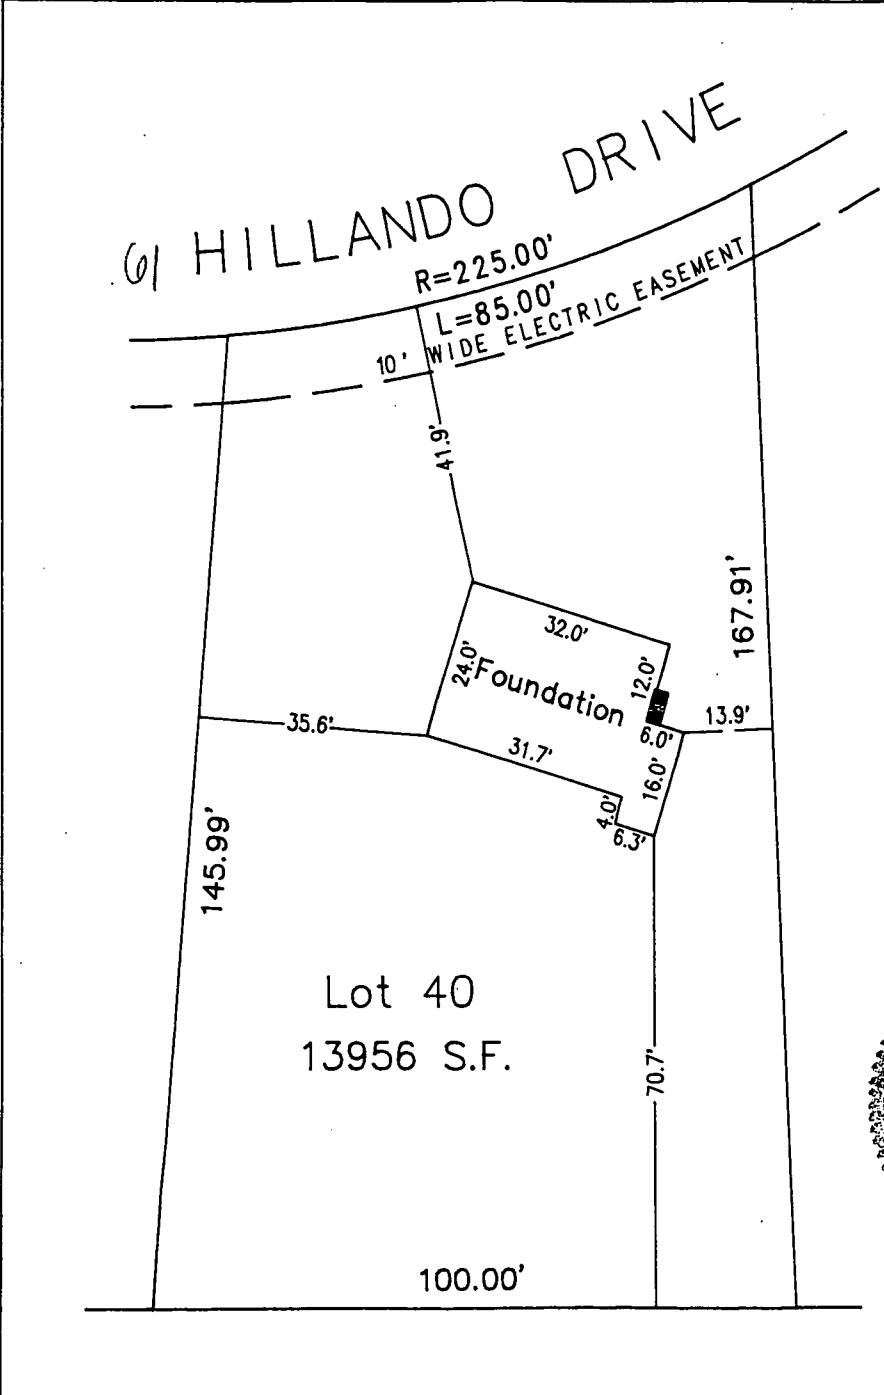 61 HILLANDO DRIVE
R=225.00'
L=85.00'
10' WIDE ELECTRIC EASEMENT
41.9'
167.91'
32.0'
24.0'
Foundation
12.0'
13.9'
6.0'
35.6'
31.7'
16.0'
4.0'
6.3'
145.99'
Lot 40
13956 S.F.
70.7'
100.00'